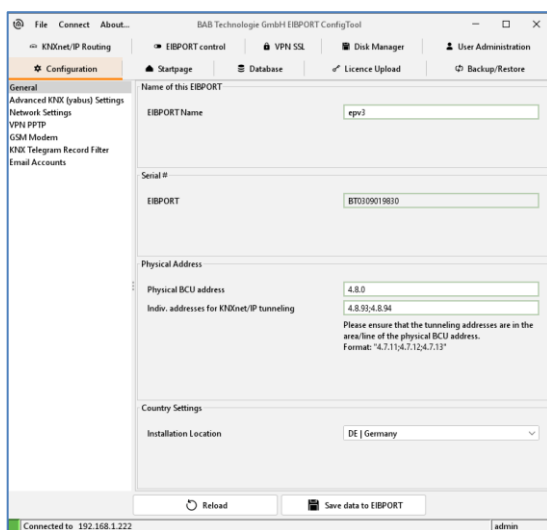 File Connect About... BAB Technologie GmbH EIBPORT ConfigTool
KNXnet/IP Routing EIBPORT control VPN SSL Disk Manager User Administration
Configuration Startpage Database Licence Upload Backup/Restore
General
Advanced KNX (yabus) Settings
Network Settings
VPN PPTP
GSM Modem
KNX Telegram Record Filter
Email Accounts
Name of this EIBPORT
EIBPORT Name epv3
Serial #
EIBPORT BT0309019830
Physical Address
Physical BCU address 4.8.0
Indiv. addresses for KNXnet/IP tunneling 4.8.93;4.8.94
Please ensure that the tunneling addresses are in the
area/line of the physical BCU address.
Format: "4.7.11;4.7.12;4.7.13"
Country Settings
Installation Location DE | Germany
Reload Save data to EIBPORT
Connected to 192.168.1.222 admin